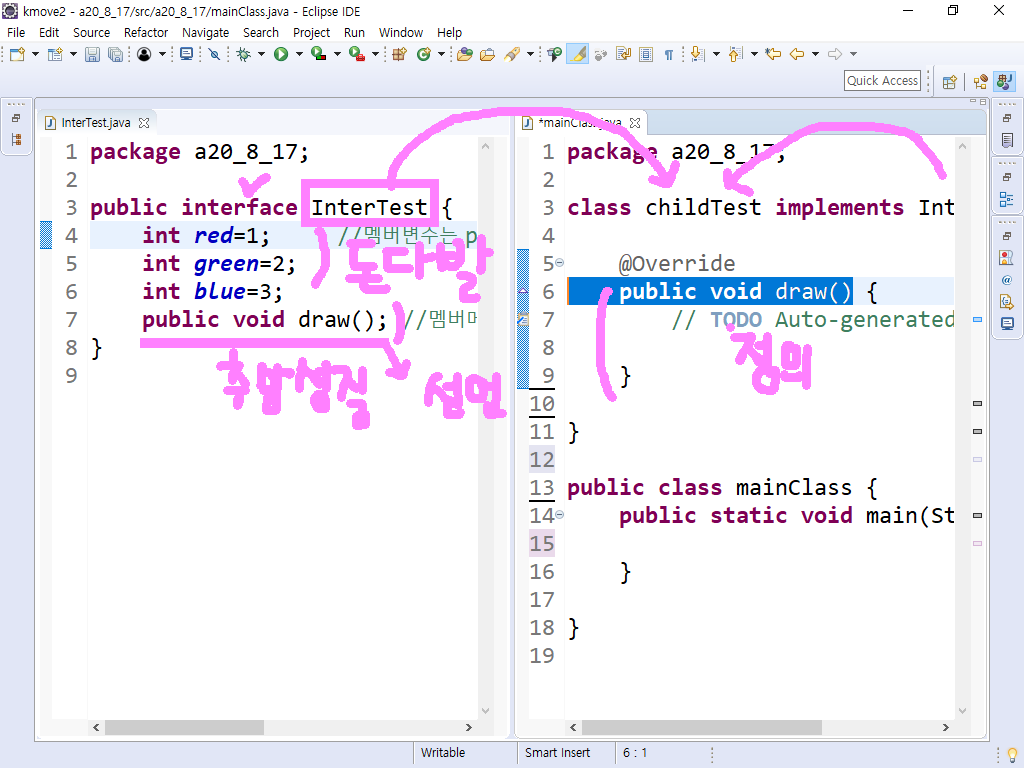 kmove2 - a20_8_17/src/a20_8_17/mainClass.java - Eclipse IDE
File Edit Source Refactor Navigate Search Project Run Window Help
Quick Access
InterTest.java
1 package a20_8_17;
2
3 public interface InterTest {
4 int red=1; //멤버변수는 p
5 int green=2;
6 int blue=3;
7 public void draw(); //멤버머
8 }
9
돈다발
추상성질
선언
*mainClass.java
1 package a20_8_17;
2
3 class childTest implements Int
4
5 @Override
6 public void draw() {
7 // TODO Auto-generated
8
9 }
10
11 }
12
13 public class mainClass {
14 public static void main(St
15
16 }
17
18 }
19
정의
Writable Smart Insert 6 : 1